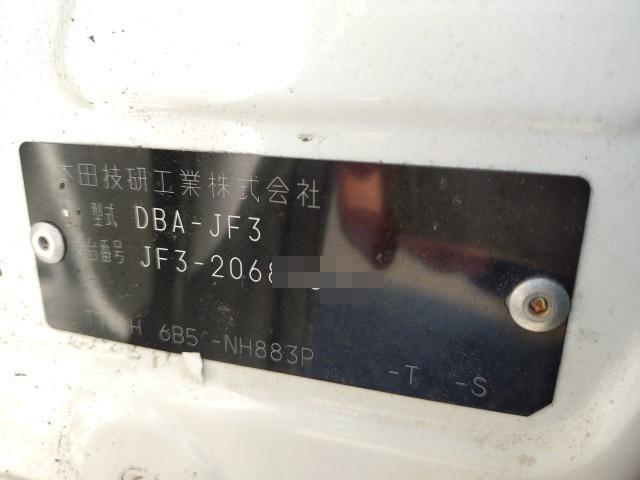 本田技研工業株式会社
型式 DBA-JF3
台番号 JF3-206
-NH883P
-T -S